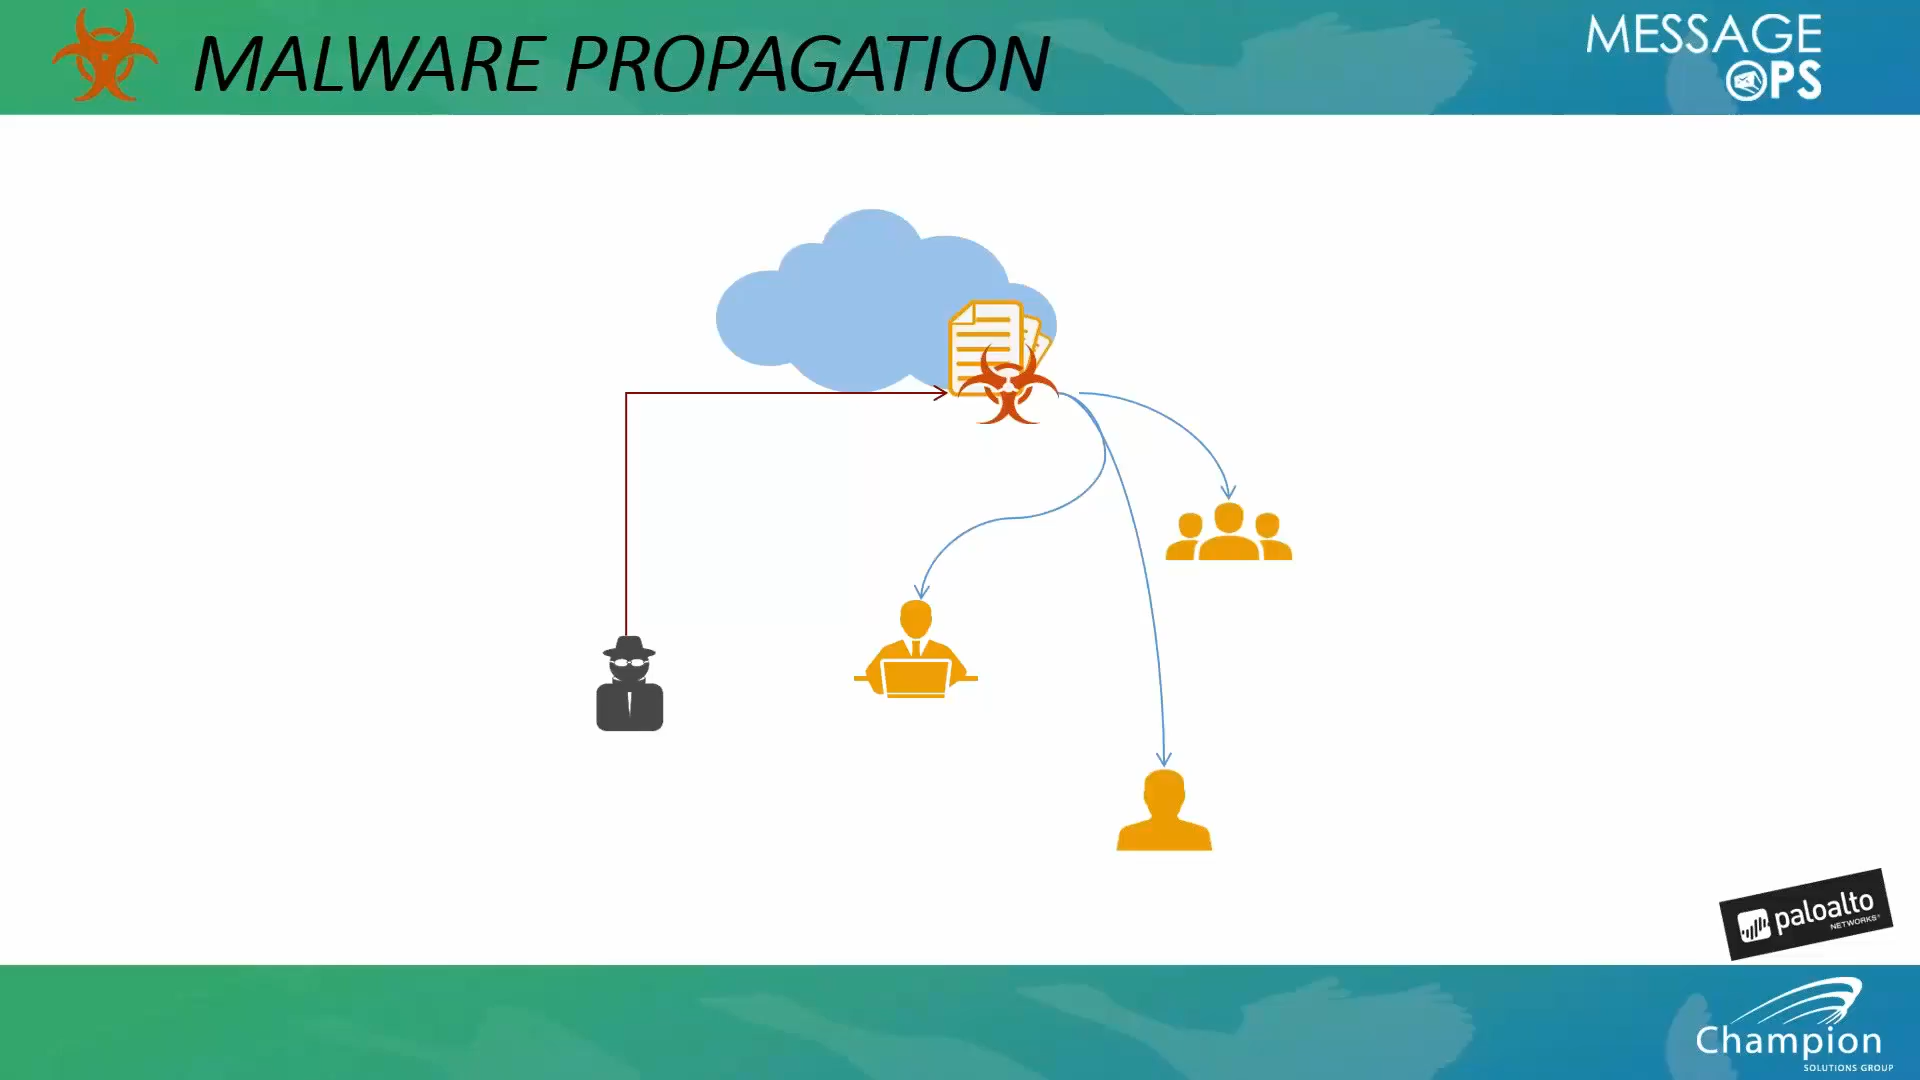 MALWARE PROPAGATION
MESSAGE
OPS
paloalto
NETWORKS®
Champion
SOLUTIONS GROUP